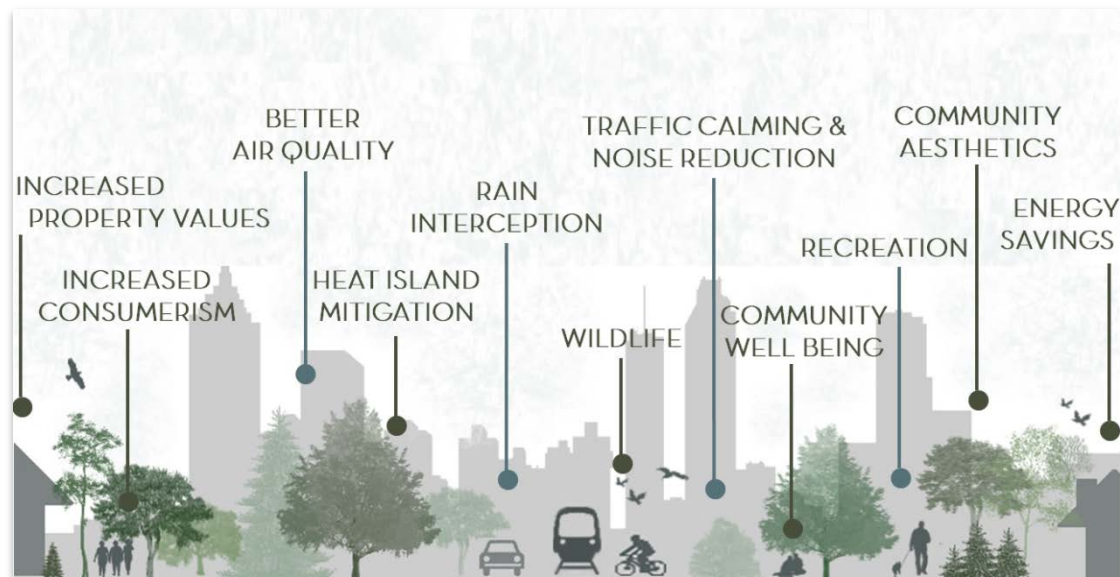 INCREASED
PROPERTY VALUES
INCREASED
CONSUMERISM
BETTER
AIR QUALITY
HEAT ISLAND
MITIGATION
RAIN
INTERCEPTION
WILDLIFE
TRAFFIC CALMING &
NOISE REDUCTION
COMMUNITY
WELL BEING
RECREATION
COMMUNITY
AESTHETICS
ENERGY
SAVINGS